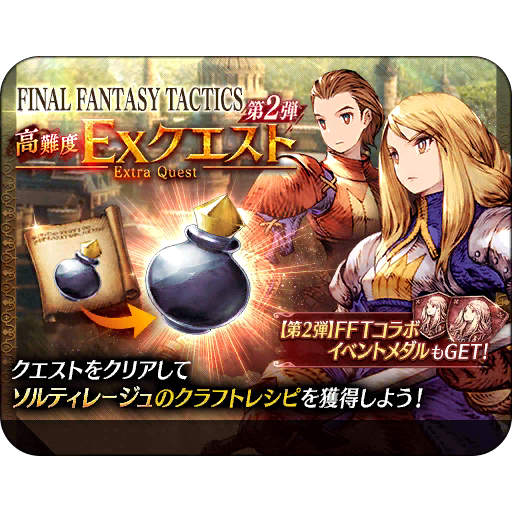 FINAL FANTASY TACTICS
第2弾
高難度 Exクエスト
Extra Quest
【第2弾】FFTコラボ
イベントメダルもGET!
クエストをクリアして
ソルティレージュのクラフトレシピを獲得しよう!